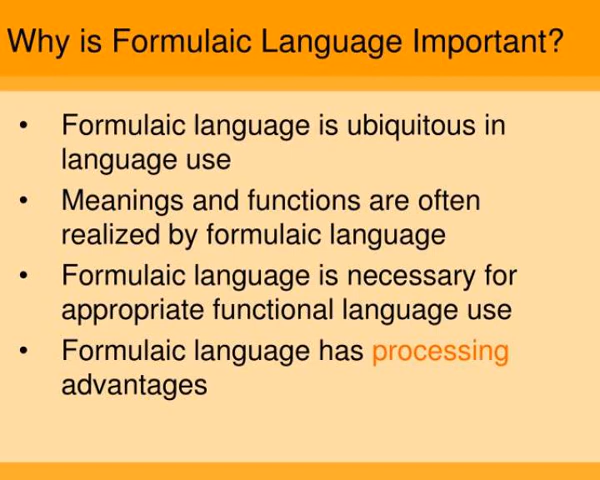 Why is Formulaic Language Important?
• Formulaic language is ubiquitous in
language use
• Meanings and functions are often
realized by formulaic language
• Formulaic language is necessary for
appropriate functional language use
• Formulaic language has processing
advantages